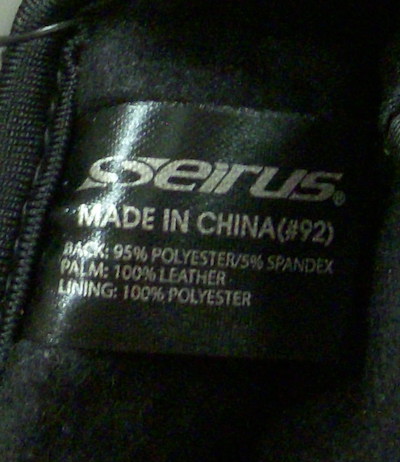 seirus®
MADE IN CHINA(#92)
BACK: 95% POLYESTER/5% SPANDEX
PALM: 100% LEATHER
LINING: 100% POLYESTER